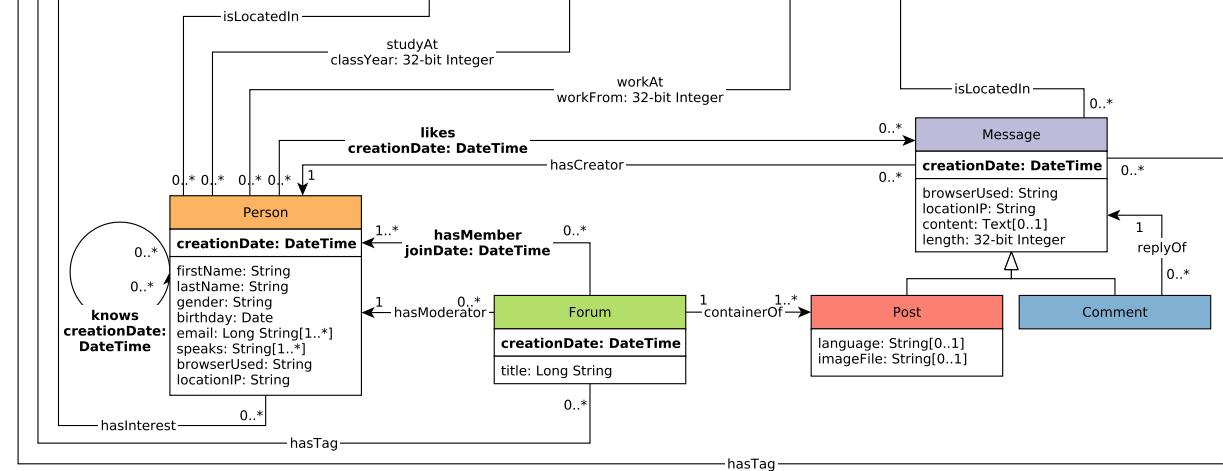 isLocatedIn
studyAt
classYear: 32-bit Integer
workAt
workFrom: 32-bit Integer
isLocatedIn
0..*
likes
creationDate: DateTime
0..*
Message
hasCreator
creationDate: DateTime
0..*
0..*
0..* 0..* 0..* 0..* 1
browserUsed: String
locationIP: String
content: Text[0..1]
length: 32-bit Integer
1
replyOf
0..*
Person
creationDate: DateTime
firstName: String
lastName: String
gender: String
birthday: Date
email: Long String[1..*]
speaks: String[1..*]
browserUsed: String
locationIP: String
0..*
0..*
knows
creationDate:
DateTime
1..*
hasMember
joinDate: DateTime
0..*
1
hasModerator
0..*
Forum
creationDate: DateTime
title: Long String
1
containerOf
1..*
Post
language: String[0..1]
imageFile: String[0..1]
Comment
0..*
hasInterest
0..*
hasTag
hasTag